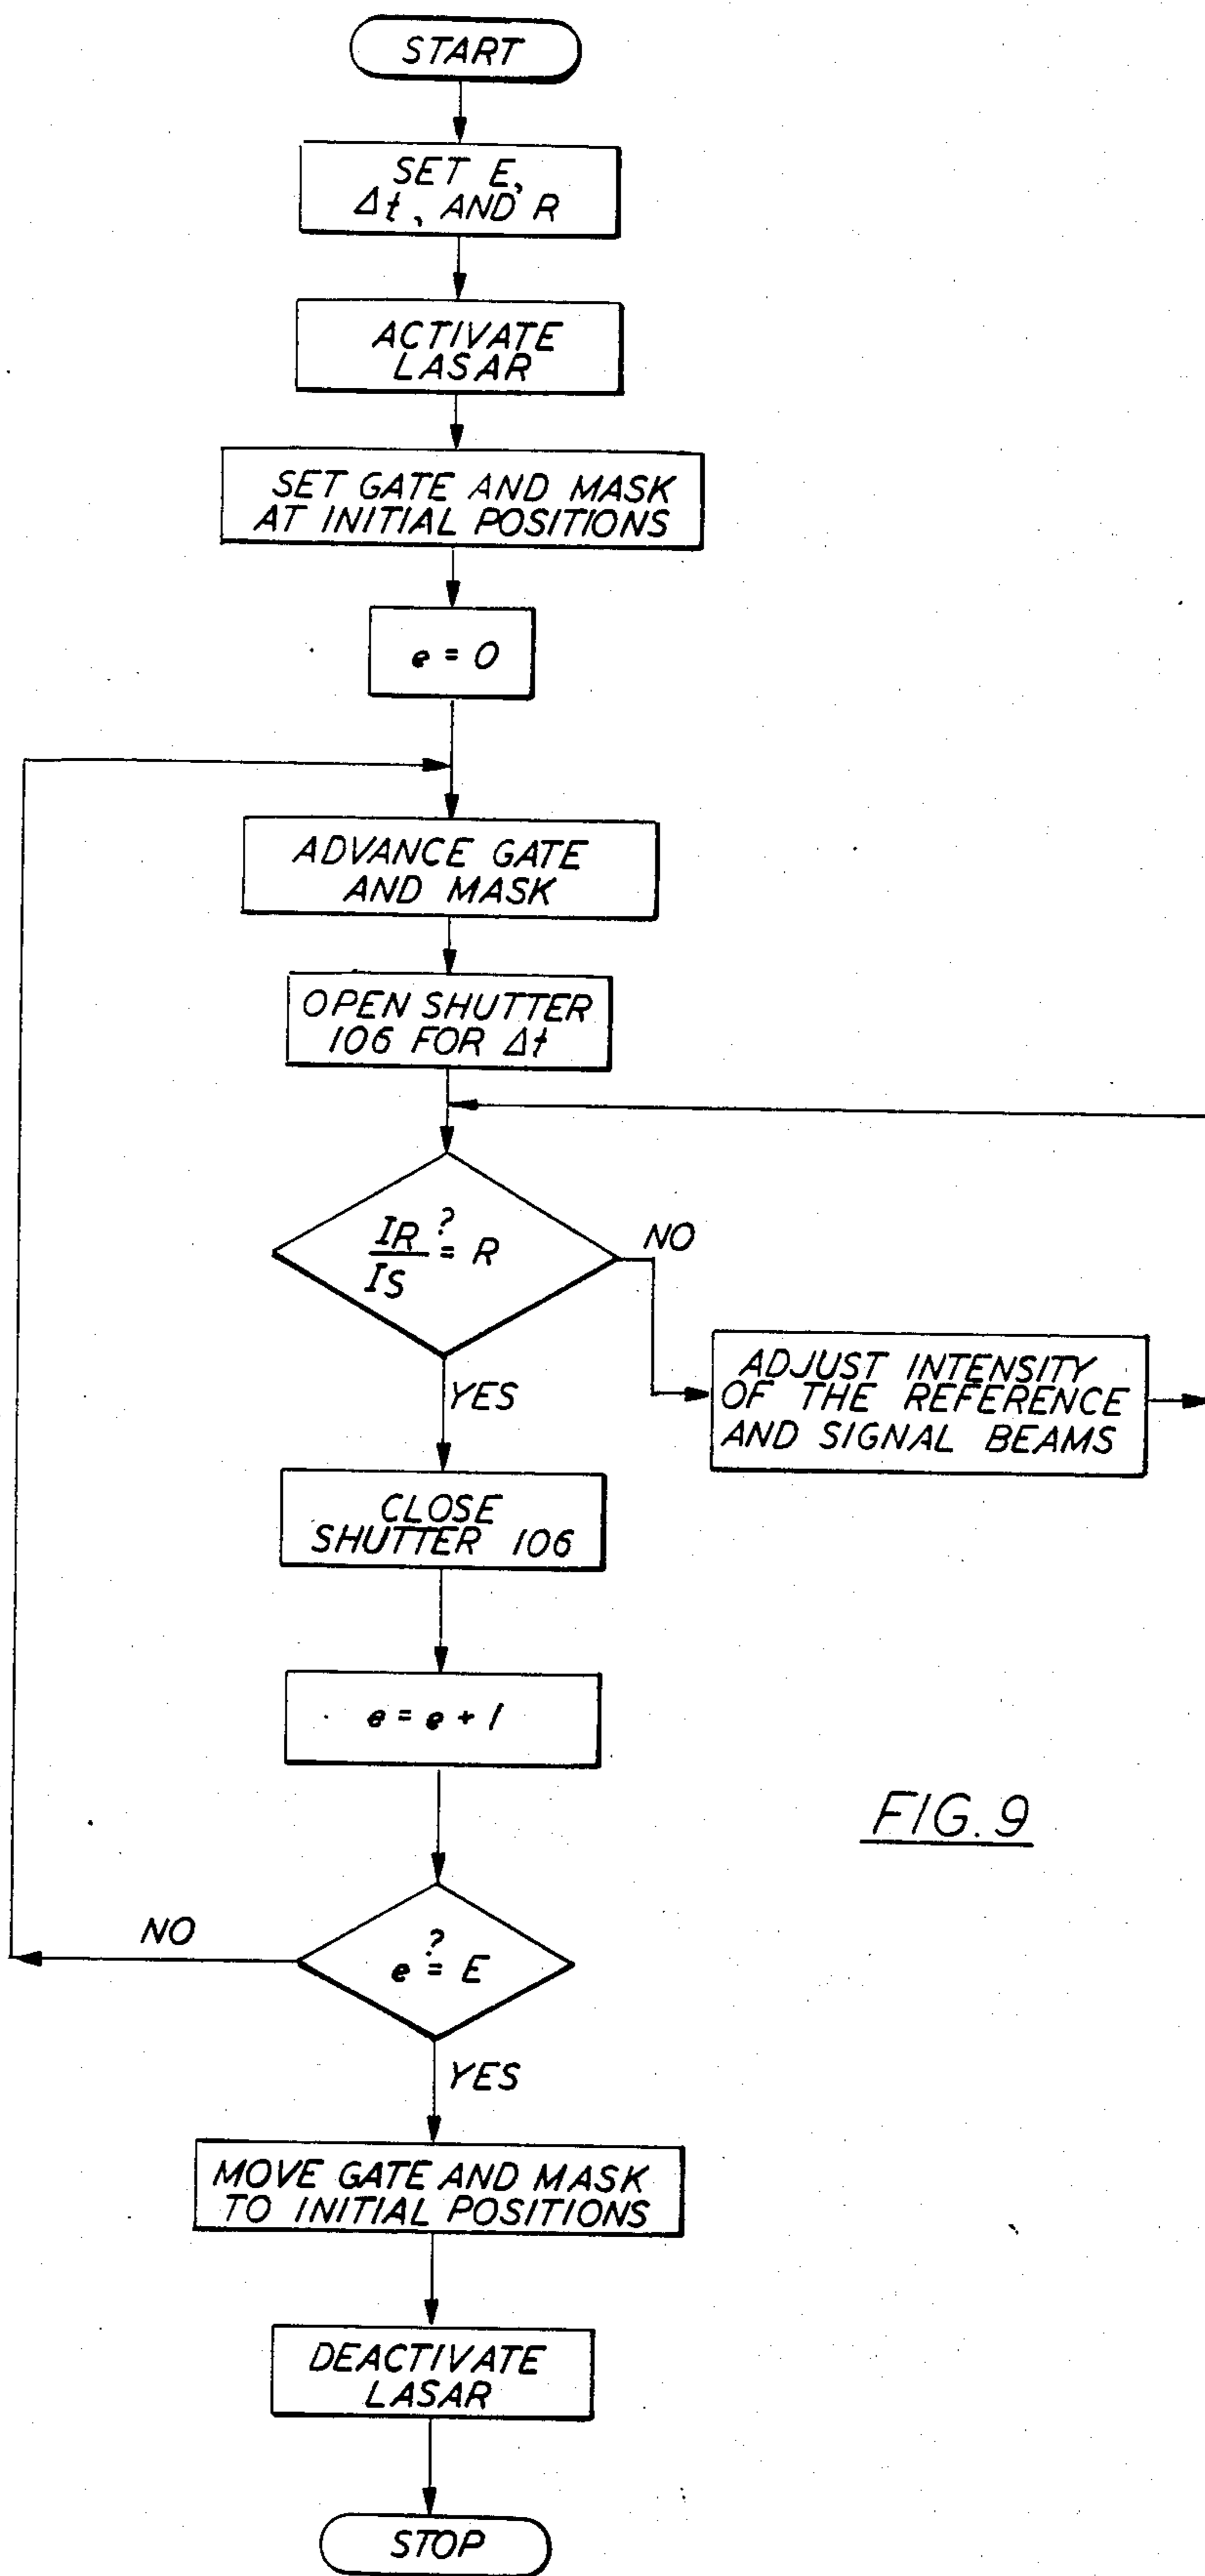 START
SET E,
Δt, AND R
ACTIVATE
LASAR
SET GATE AND MASK
AT INITIAL POSITIONS
e = 0
ADVANCE GATE
AND MASK
OPEN SHUTTER
106 FOR Δt
IR ? = R
IS
NO
YES
ADJUST INTENSITY
OF THE REFERENCE
AND SIGNAL BEAMS
CLOSE
SHUTTER 106
e = e + 1
FIG. 9
NO
?
e = E
YES
MOVE GATE AND MASK
TO INITIAL POSITIONS
DEACTIVATE
LASAR
STOP